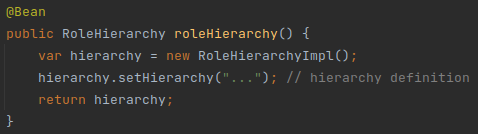 @Bean
public RoleHierarchy roleHierarchy() {
    var hierarchy = new RoleHierarchyImpl();
    hierarchy.setHierarchy("..."); // hierarchy definition
    return hierarchy;
}